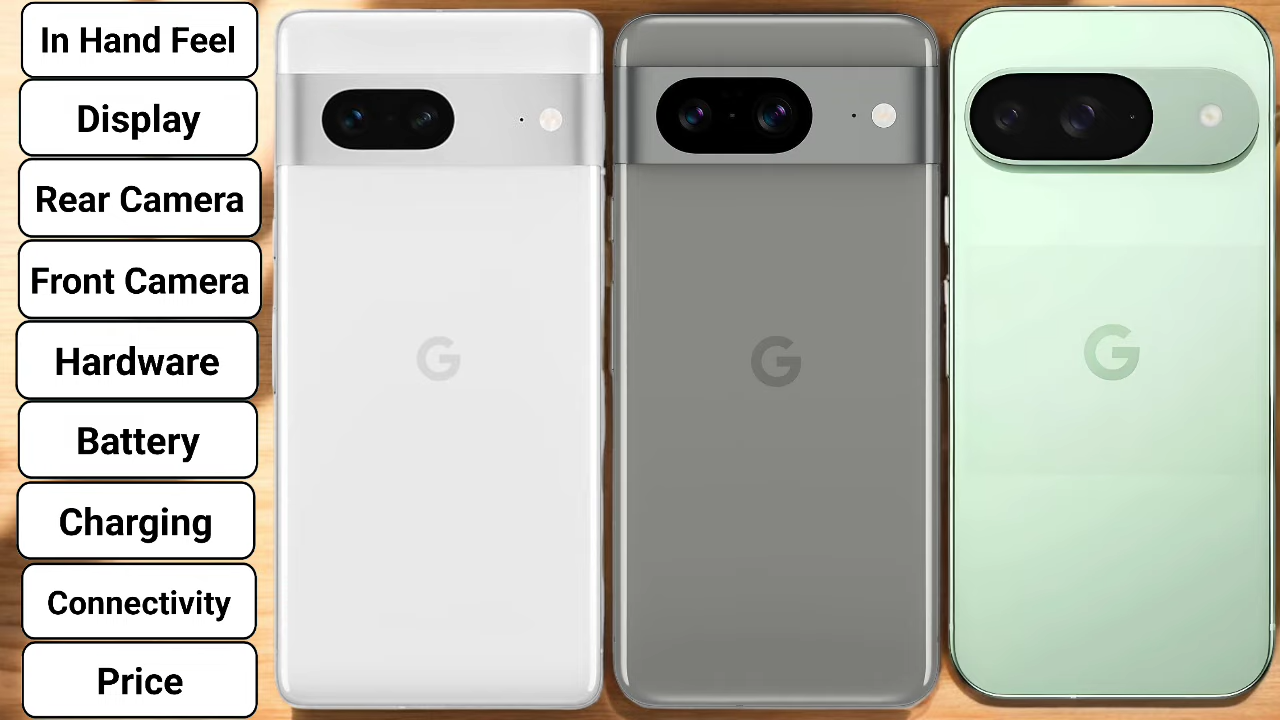 In Hand Feel
Display
Rear Camera
Front Camera
Hardware
Battery
Charging
Connectivity
Price
G
G
G